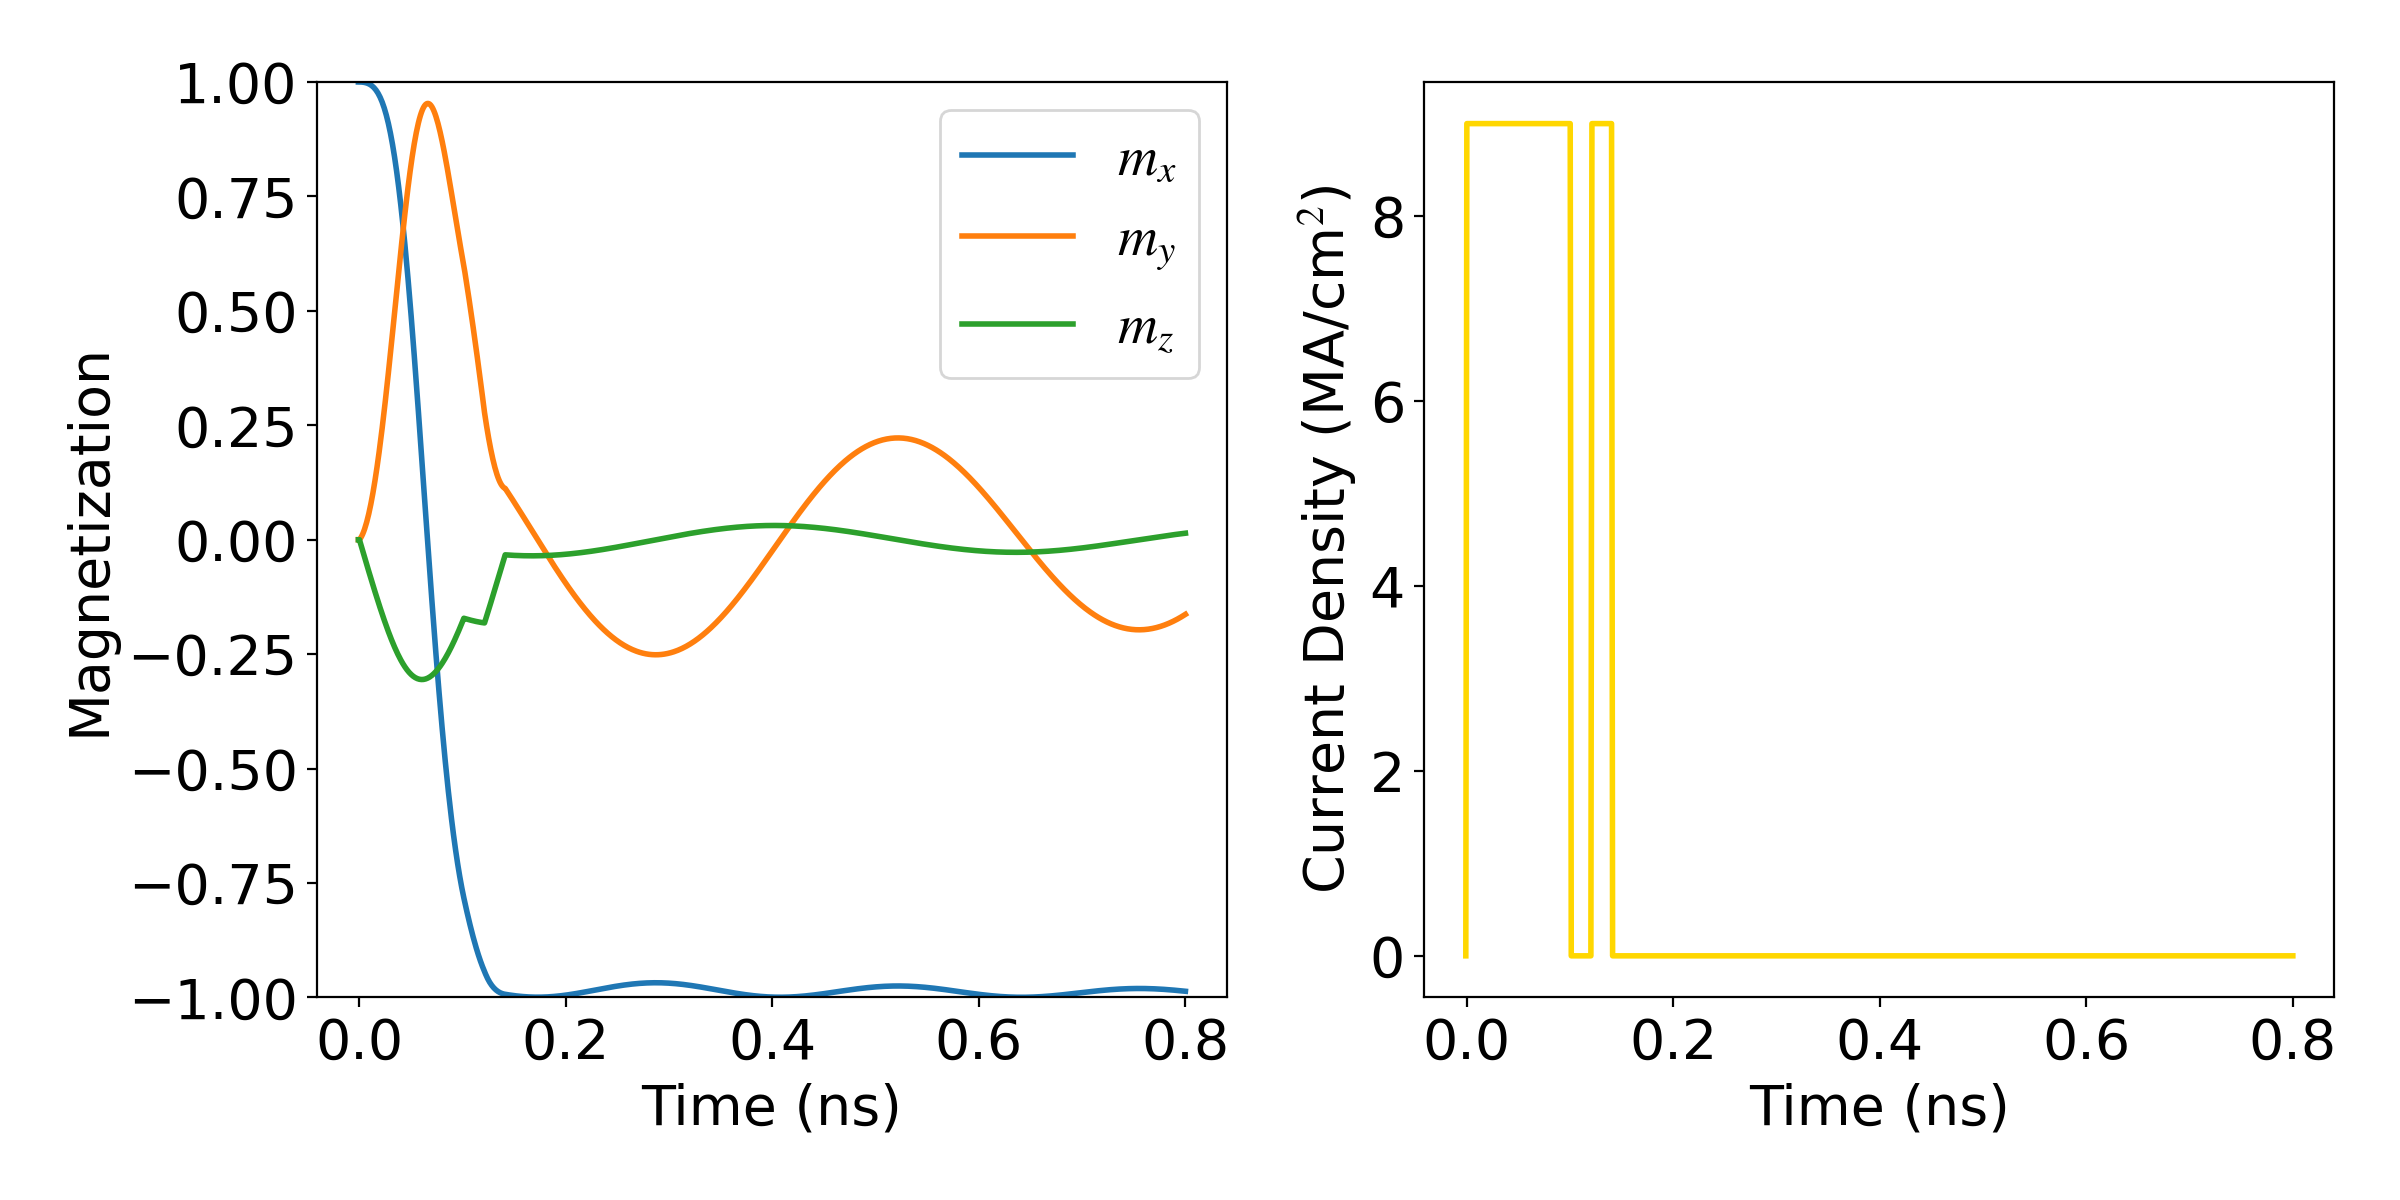 Magnetization
1.00
0.75
0.50
0.25
0.00
−0.25
−0.50
−0.75
−1.00
0.0 0.2 0.4 0.6 0.8
Time (ns)
m_x
m_y
m_z
Current Density (MA/cm²)
8
6
4
2
0
0.0 0.2 0.4 0.6 0.8
Time (ns)